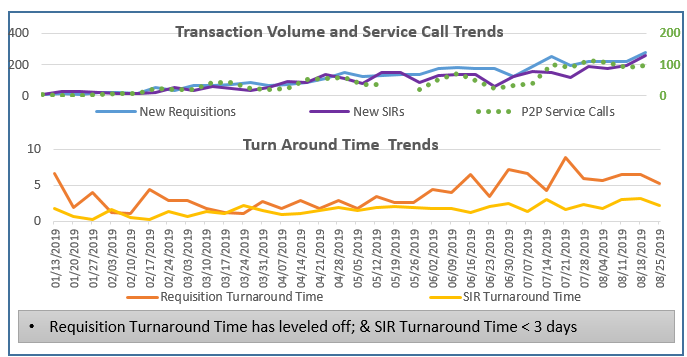 Transaction Volume and Service Call Trends
400 200
200 100
0 0
New Requisitions New SIRs P2P Service Calls
Turn Around Time  Trends
10
5
0
01/13/2019 01/20/2019 01/27/2019 02/03/2019 02/10/2019 02/17/2019 02/24/2019 03/03/2019 03/10/2019 03/17/2019 03/24/2019 03/31/2019 04/07/2019 04/14/2019 04/21/2019 04/28/2019 05/05/2019 05/12/2019 05/19/2019 05/26/2019 06/02/2019 06/09/2019 06/16/2019 06/23/2019 06/30/2019 07/07/2019 07/14/2019 07/21/2019 07/28/2019 08/04/2019 08/11/2019 08/18/2019 08/25/2019
Requisition Turnaround Time SIR Turnaround Time
• Requisition Turnaround Time has leveled off; & SIR Turnaround Time < 3 days